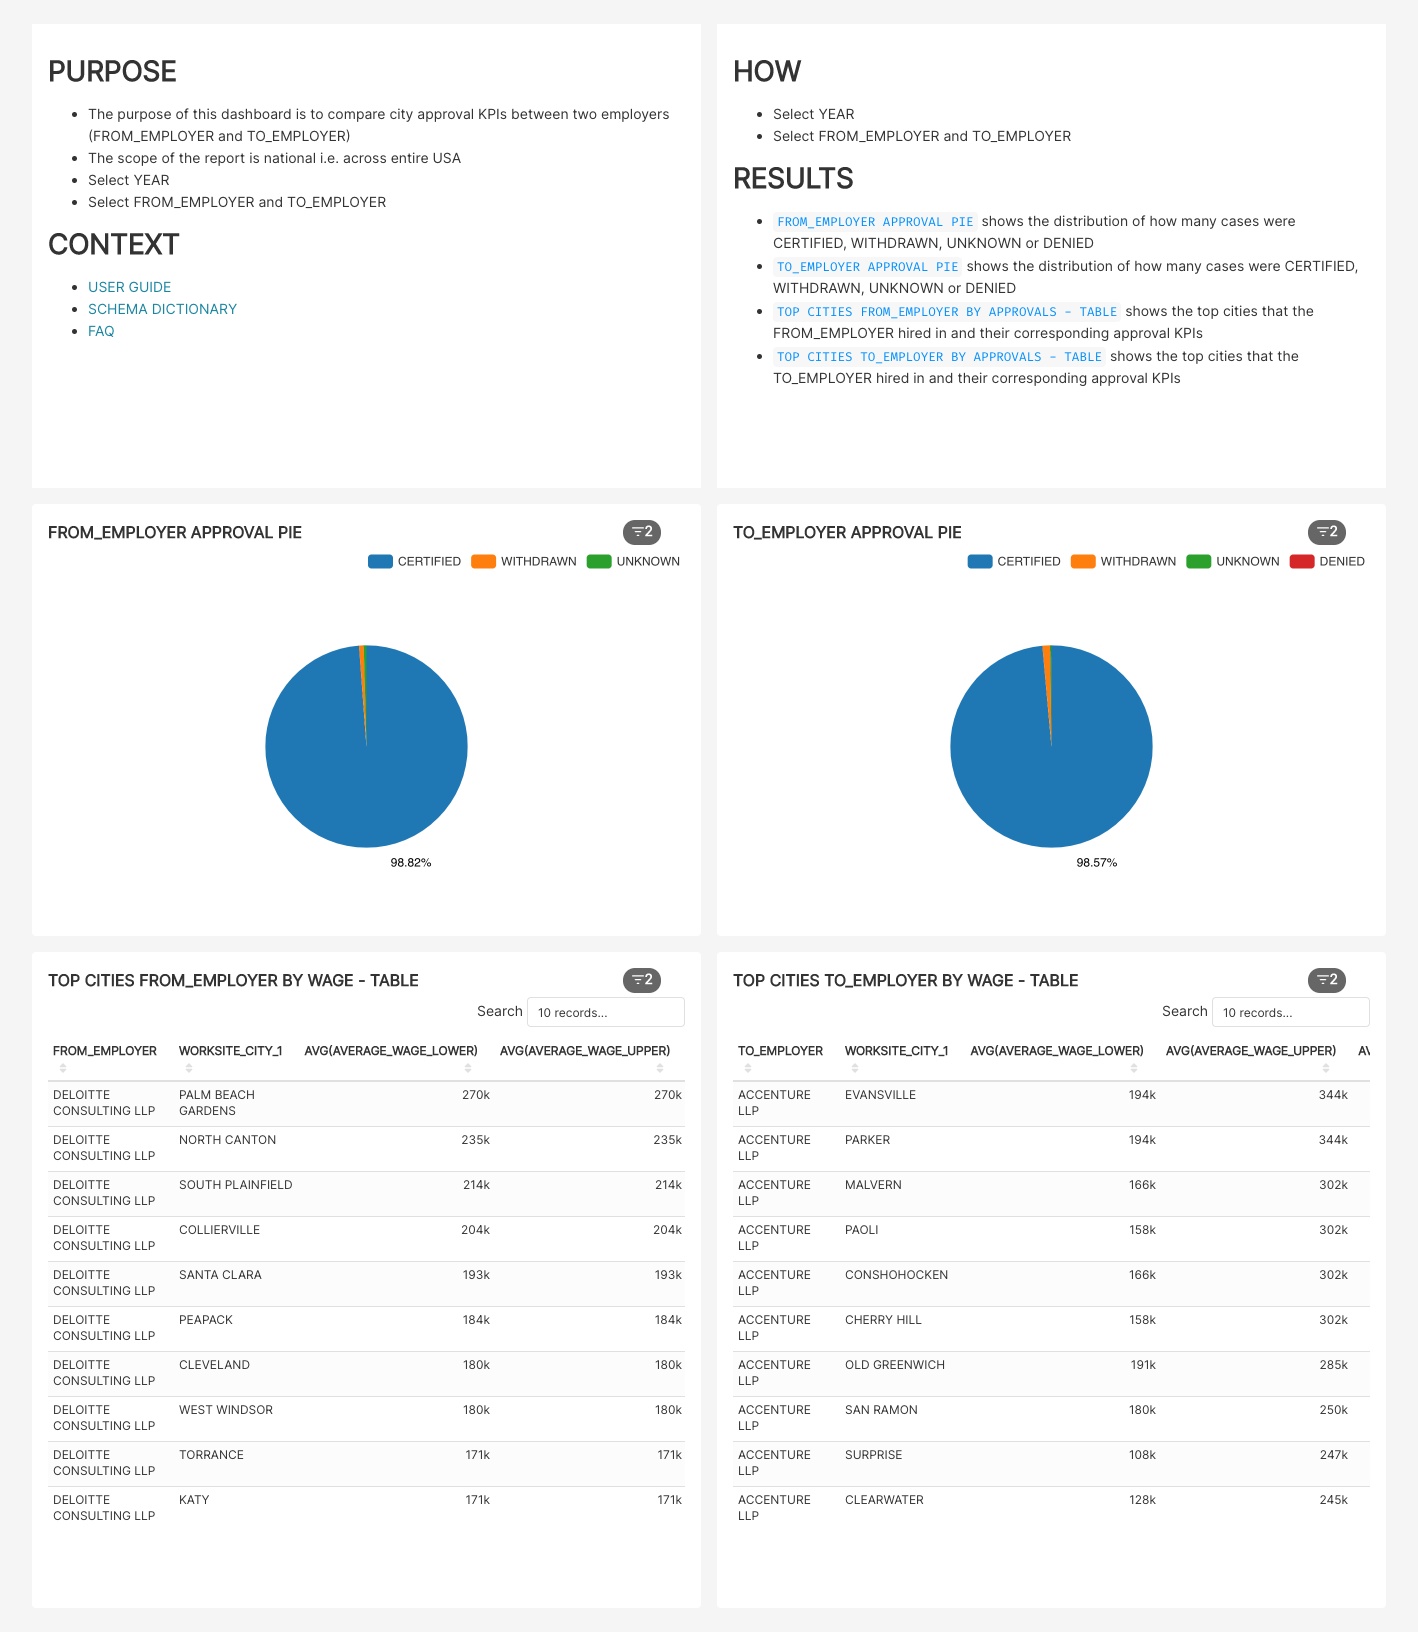 PURPOSE
• The purpose of this dashboard is to compare city approval KPIs between two employers
(FROM_EMPLOYER and TO_EMPLOYER)
• The scope of the report is national i.e. across entire USA
• Select YEAR
• Select FROM_EMPLOYER and TO_EMPLOYER
CONTEXT
• USER GUIDE
• SCHEMA DICTIONARY
• FAQ
HOW
• Select YEAR
• Select FROM_EMPLOYER and TO_EMPLOYER
RESULTS
• FROM_EMPLOYER APPROVAL PIE shows the distribution of how many cases were
CERTIFIED, WITHDRAWN, UNKNOWN or DENIED
• TO_EMPLOYER APPROVAL PIE shows the distribution of how many cases were CERTIFIED,
WITHDRAWN, UNKNOWN or DENIED
• TOP CITIES FROM_EMPLOYER BY APPROVALS - TABLE shows the top cities that the
FROM_EMPLOYER hired in and their corresponding approval KPIs
• TOP CITIES TO_EMPLOYER BY APPROVALS - TABLE shows the top cities that the
TO_EMPLOYER hired in and their corresponding approval KPIs
FROM_EMPLOYER APPROVAL PIE 2
CERTIFIED WITHDRAWN UNKNOWN
98.82%
TO_EMPLOYER APPROVAL PIE 2
CERTIFIED WITHDRAWN UNKNOWN DENIED
98.57%
TOP CITIES FROM_EMPLOYER BY WAGE - TABLE 2
Search 10 records...
FROM_EMPLOYER WORKSITE_CITY_1 AVG(AVERAGE_WAGE_LOWER) AVG(AVERAGE_WAGE_UPPER)
DELOITTE PALM BEACH 270k 270k
CONSULTING LLP GARDENS
DELOITTE NORTH CANTON 235k 235k
CONSULTING LLP
DELOITTE SOUTH PLAINFIELD 214k 214k
CONSULTING LLP
DELOITTE COLLIERVILLE 204k 204k
CONSULTING LLP
DELOITTE SANTA CLARA 193k 193k
CONSULTING LLP
DELOITTE PEAPACK 184k 184k
CONSULTING LLP
DELOITTE CLEVELAND 180k 180k
CONSULTING LLP
DELOITTE WEST WINDSOR 180k 180k
CONSULTING LLP
DELOITTE TORRANCE 171k 171k
CONSULTING LLP
DELOITTE KATY 171k 171k
CONSULTING LLP
TOP CITIES TO_EMPLOYER BY WAGE - TABLE 2
Search 10 records...
TO_EMPLOYER WORKSITE_CITY_1 AVG(AVERAGE_WAGE_LOWER) AVG(AVERAGE_WAGE_UPPER)
ACCENTURE EVANSVILLE 194k 344k
LLP
ACCENTURE PARKER 194k 344k
LLP
ACCENTURE MALVERN 166k 302k
LLP
ACCENTURE PAOLI 158k 302k
LLP
ACCENTURE CONSHOHOCKEN 166k 302k
LLP
ACCENTURE CHERRY HILL 158k 302k
LLP
ACCENTURE OLD GREENWICH 191k 285k
LLP
ACCENTURE SAN RAMON 180k 250k
LLP
ACCENTURE SURPRISE 108k 247k
LLP
ACCENTURE CLEARWATER 128k 245k
LLP